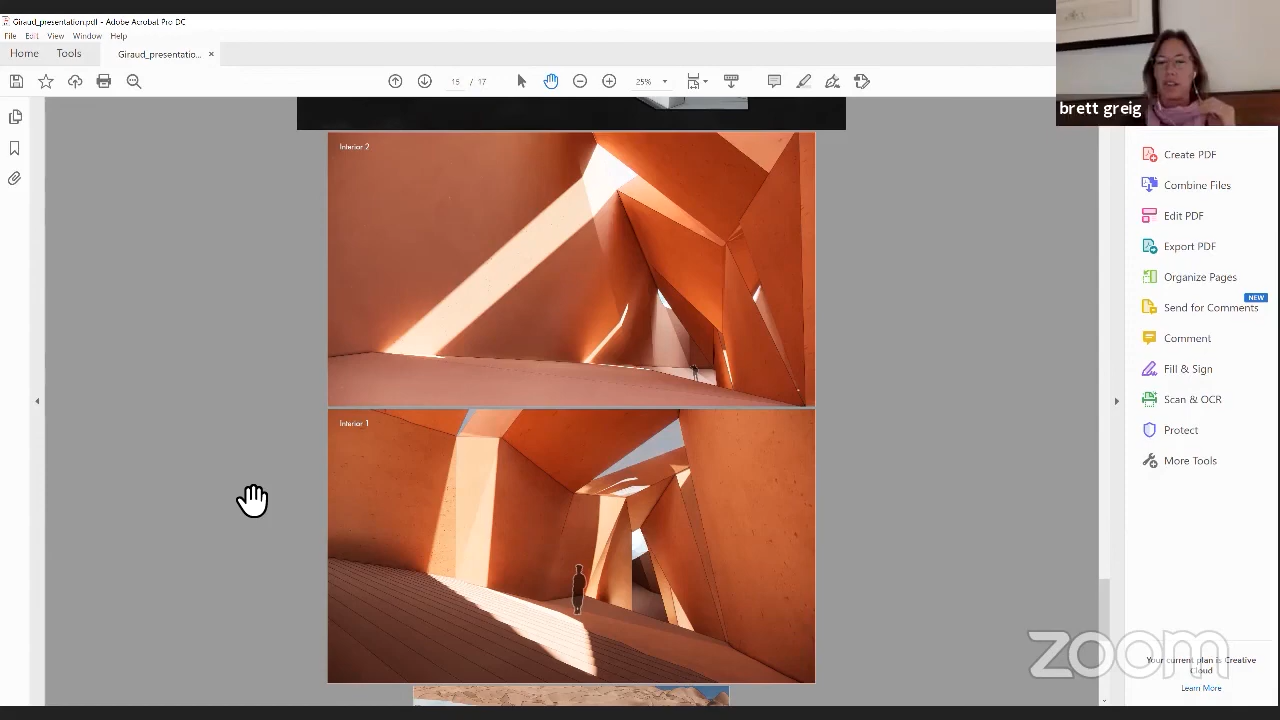 Giraud_presentation.pdf - Adobe Acrobat Pro DC
File Edit View Window Help
Home Tools Giraud_presentatio... ×
15 / 17 25%
brett greig
Interior 2
Interior 1
Create PDF
Combine Files
Edit PDF
Export PDF
Organize Pages
NEW
Send for Comments
Comment
Fill & Sign
Scan & OCR
Protect
More Tools
zoom
Your current plan is Creative
Cloud
Learn More